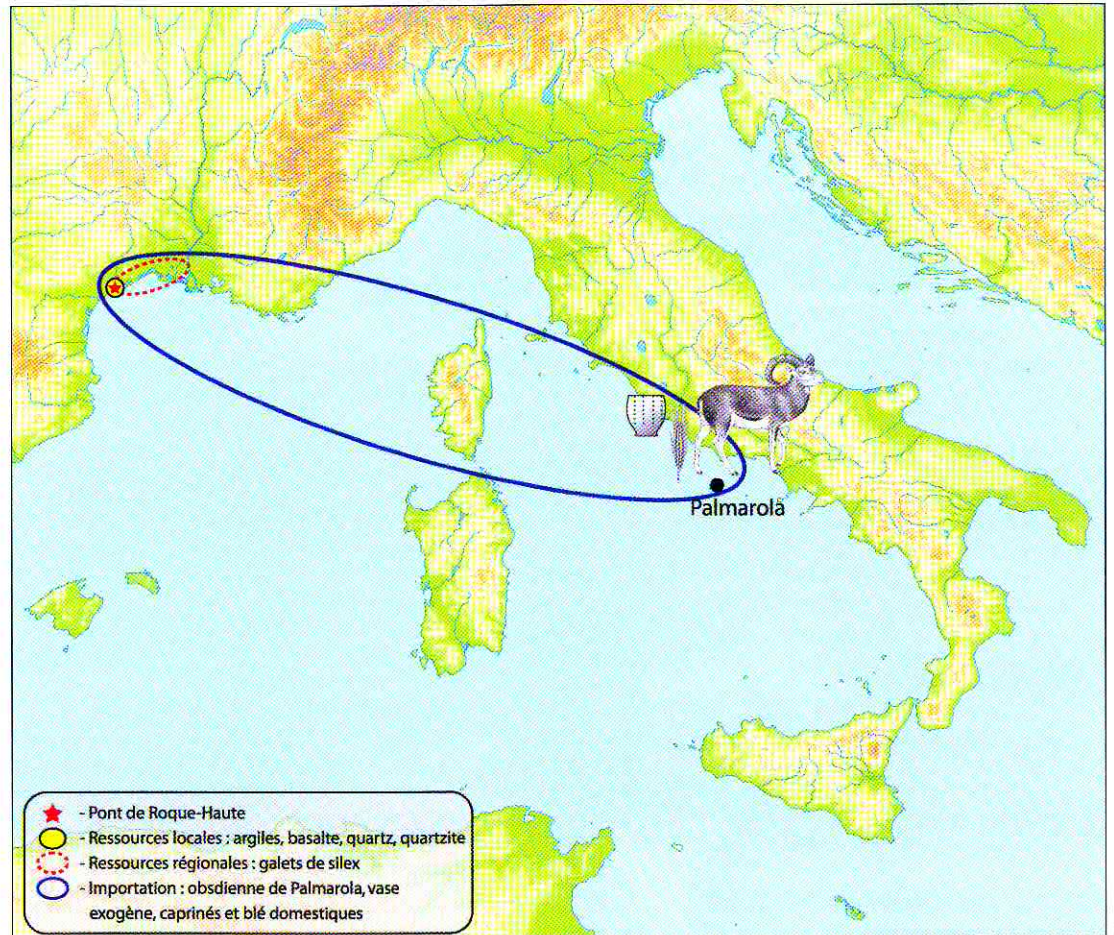 Palmarola
- Pont de Roque-Haute
- Ressources locales : argiles, basalte, quartz, quartzite
- Ressources régionales : galets de silex
- Importation : obsdienne de Palmarola, vase
exogène, caprinés et blé domestiques